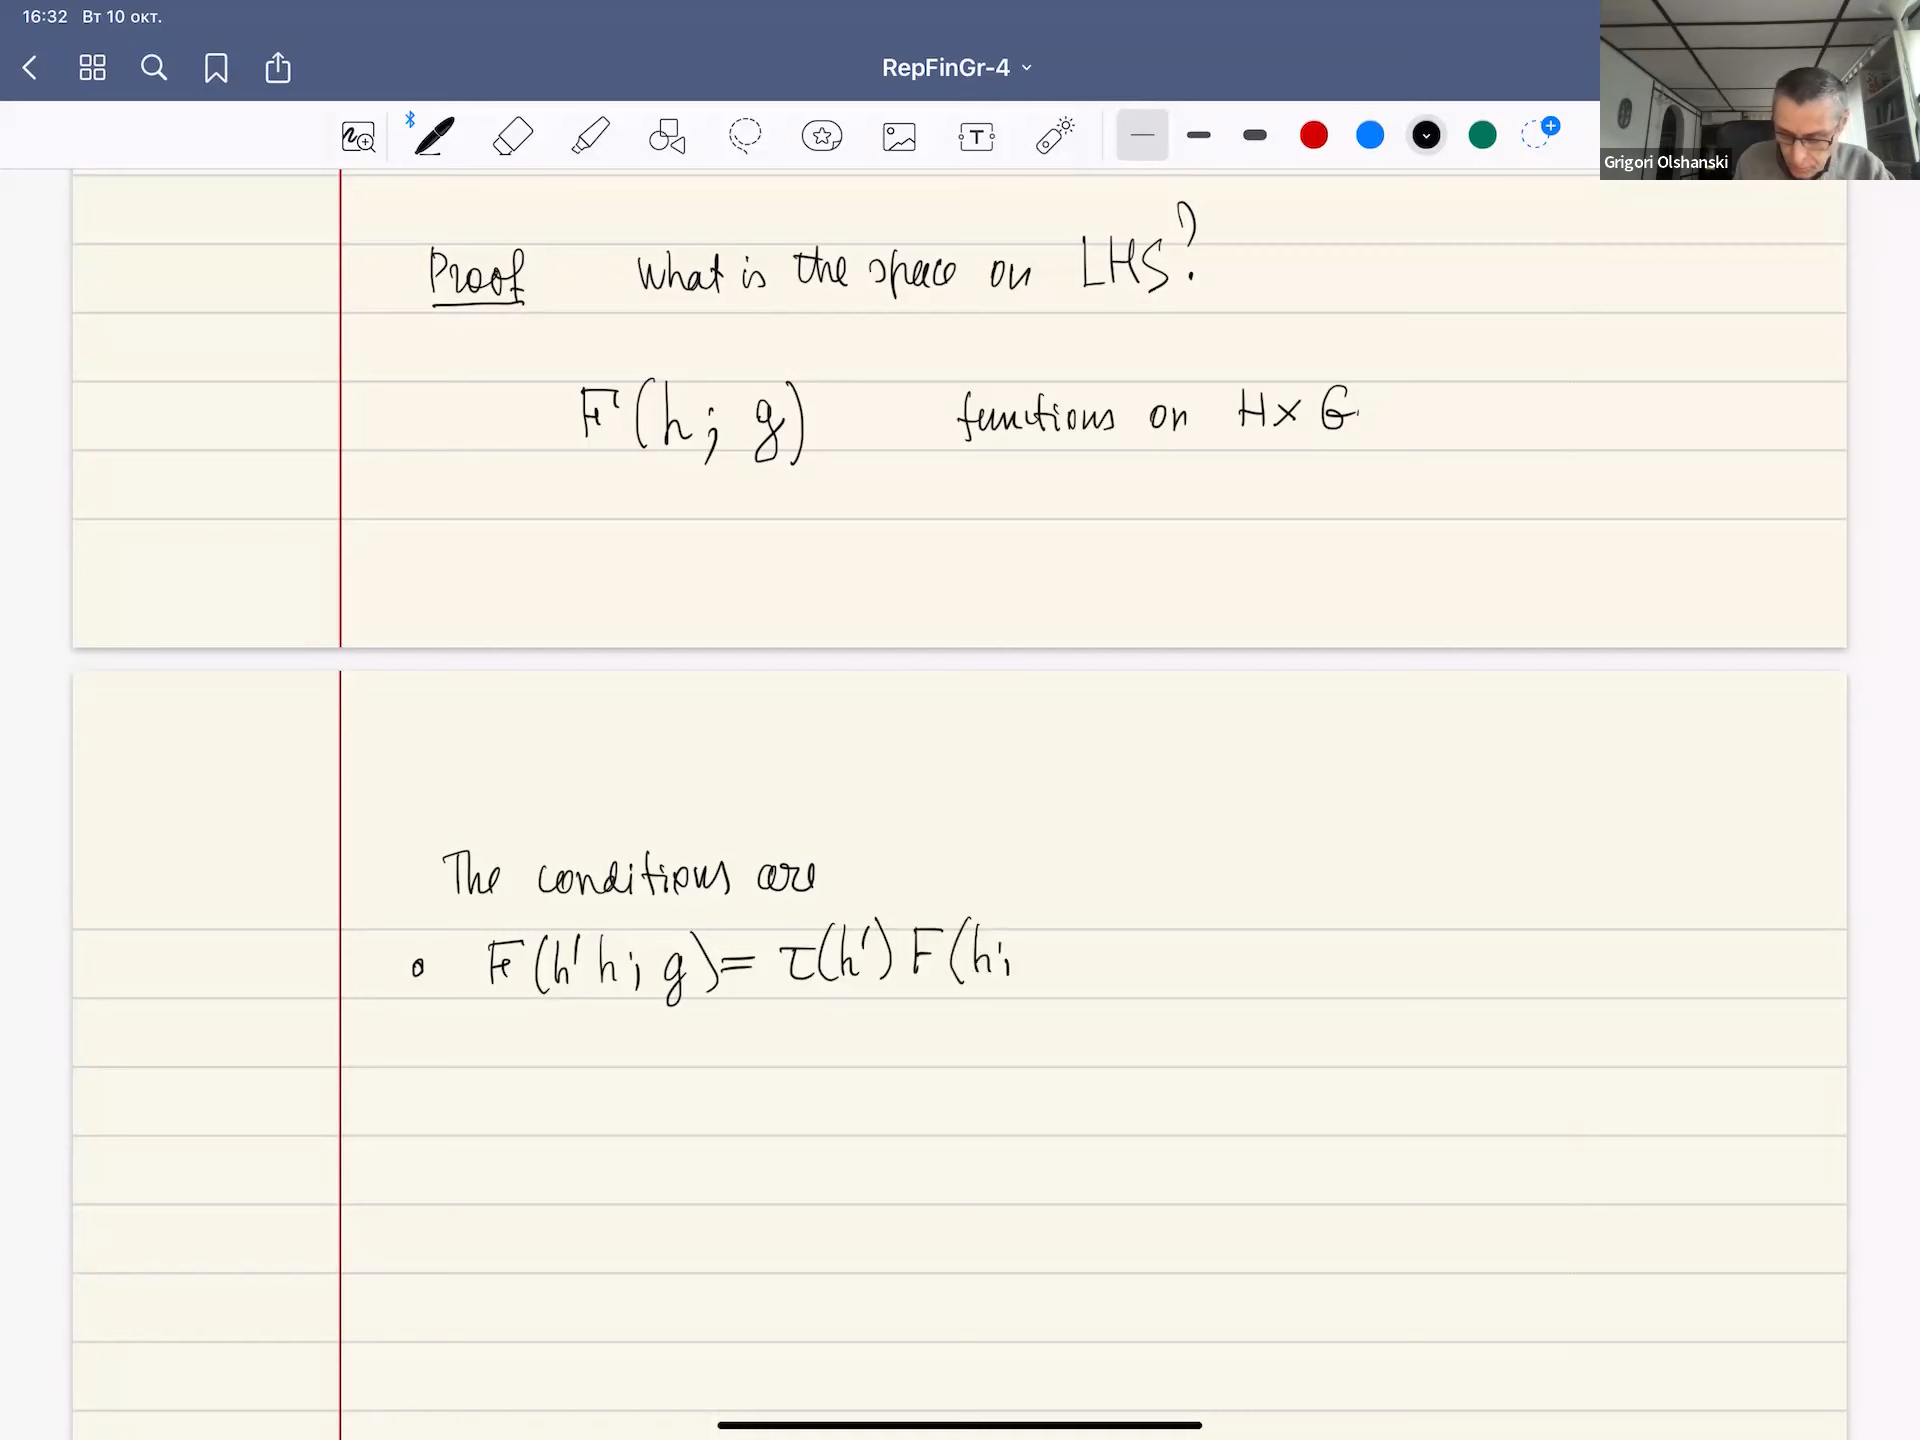 16:32 Вт 10 окт.
RepFinGr-4
T
Grigori Olshanski
Proof What is the space on LHS?
F(h; g) functions on H × G.
The conditions are
∘ F(h'h; g) = τ(h') F(h;